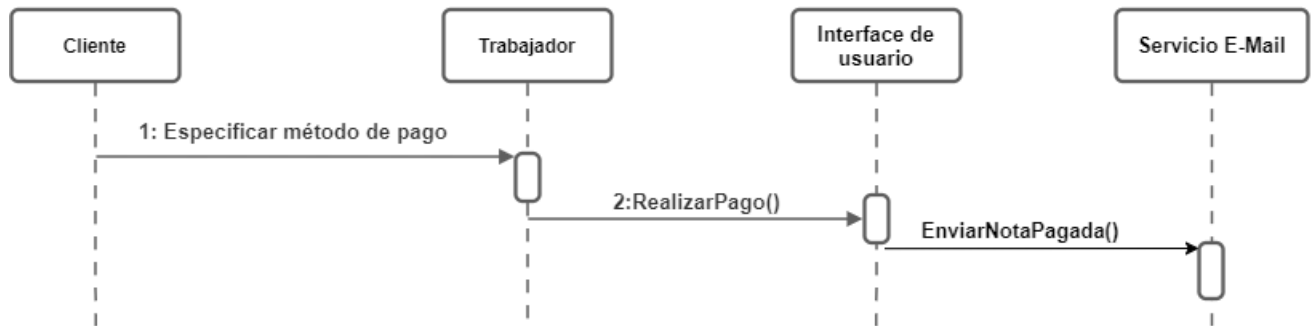 Cliente
Trabajador
Interface de
usuario
Servicio E-Mail
1: Especificar método de pago
2:RealizarPago()
EnviarNotaPagada()